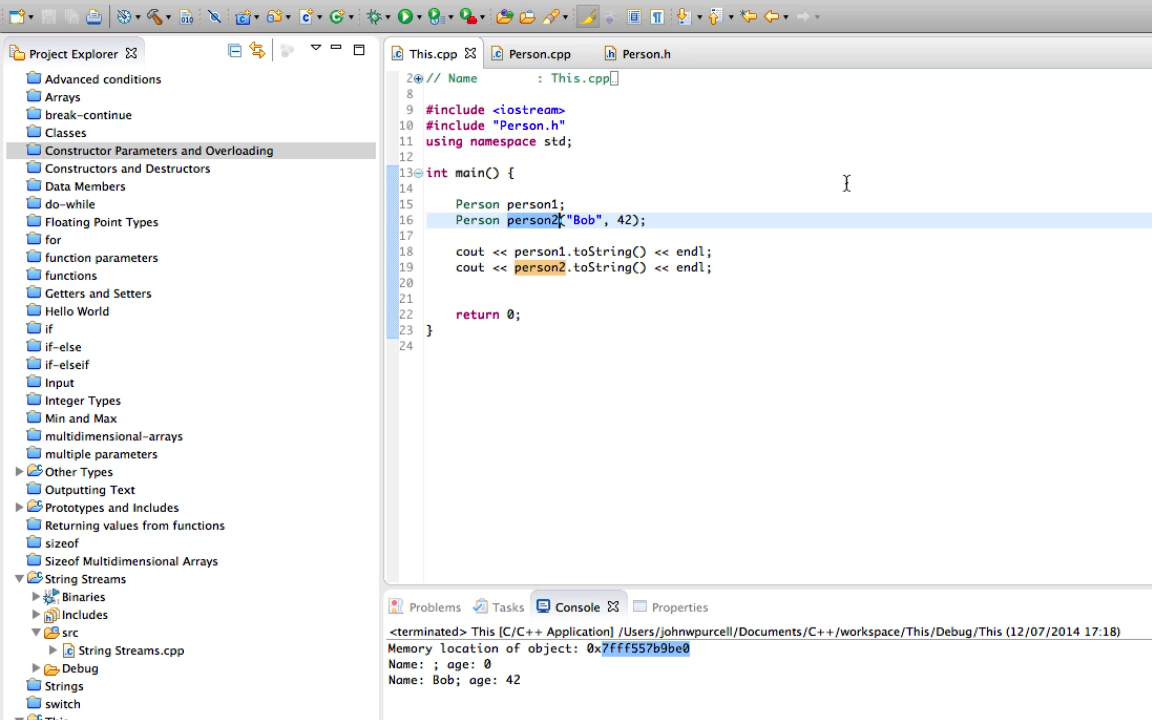 Project Explorer
Advanced conditions
Arrays
break-continue
Classes
Constructor Parameters and Overloading
Constructors and Destructors
Data Members
do-while
Floating Point Types
for
function parameters
functions
Getters and Setters
Hello World
if
if-else
if-elseif
Input
Integer Types
Min and Max
multidimensional-arrays
multiple parameters
Other Types
Outputting Text
Prototypes and Includes
Returning values from functions
sizeof
Sizeof Multidimensional Arrays
String Streams
Binaries
Includes
src
String Streams.cpp
Debug
Strings
switch
This
This.cpp Person.cpp Person.h
2 // Name : This.cpp
8
9 #include <iostream>
10 #include "Person.h"
11 using namespace std;
12
13 int main() {
14
15 Person person1;
16 Person person2("Bob", 42);
17
18 cout << person1.toString() << endl;
19 cout << person2.toString() << endl;
20
21
22 return 0;
23 }
24
Problems Tasks Console Properties
<terminated> This [C/C++ Application] /Users/johnwpurcell/Documents/C++/workspace/This/Debug/This (12/07/2014 17:18)
Memory location of object: 0x7fff557b9be0
Name: ; age: 0
Name: Bob; age: 42